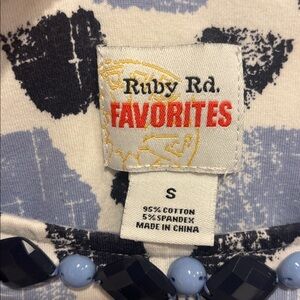 Ruby Rd.
FAVORITES
S
95% COTTON
5% SPANDEX
MADE IN CHINA